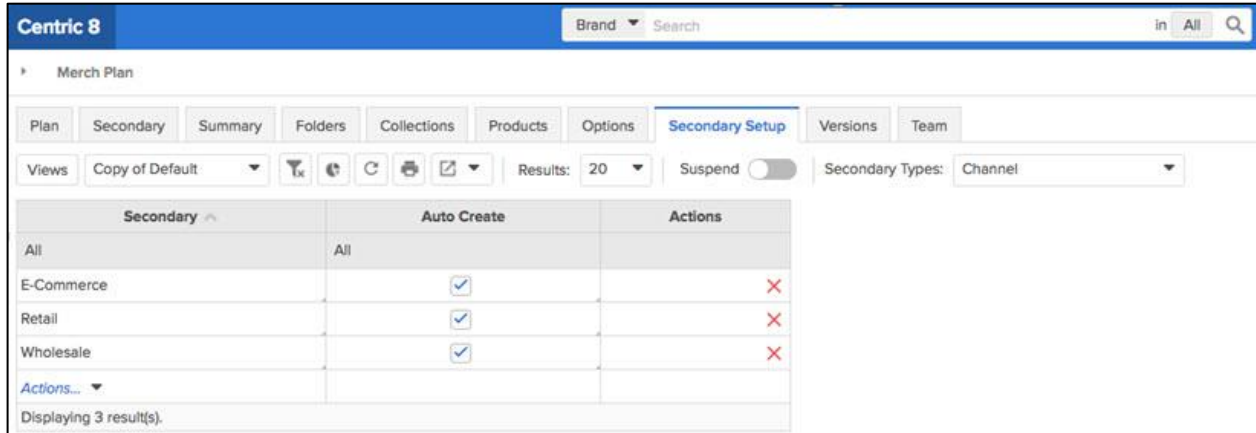 Centric 8 Brand Search in All
Merch Plan
Plan Secondary Summary Folders Collections Products Options Secondary Setup Versions Team
Views Copy of Default Results: 20 Suspend Secondary Types: Channel
Secondary Auto Create Actions
All All
E-Commerce
Retail
Wholesale
Actions...
Displaying 3 result(s).